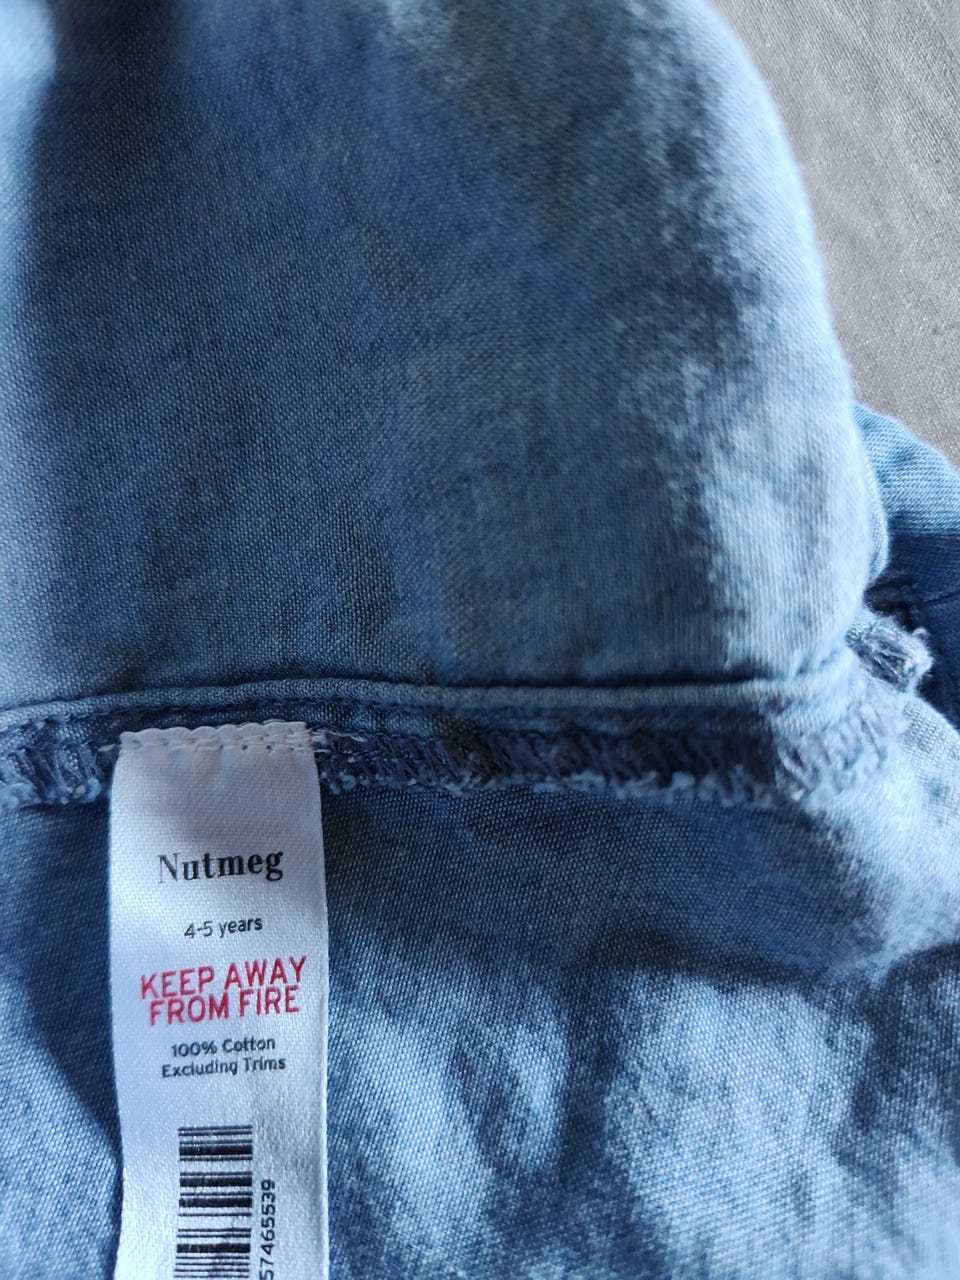 Nutmeg
4-5 years
KEEP AWAY
FROM FIRE
100% Cotton
Excluding Trims
57465539